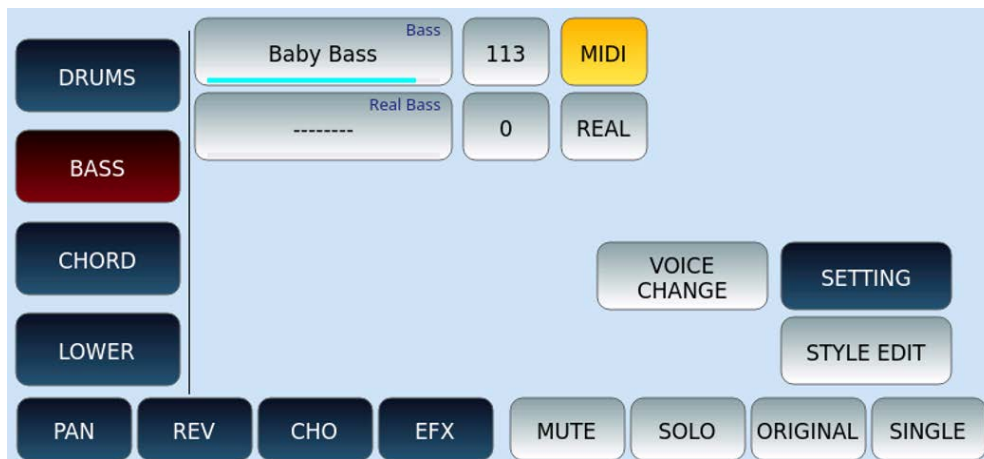 Bass
Baby Bass
113
MIDI
DRUMS
Real Bass
--------
0
REAL
BASS
CHORD
VOICE
CHANGE
SETTING
LOWER
STYLE EDIT
PAN
REV
CHO
EFX
MUTE
SOLO
ORIGINAL
SINGLE